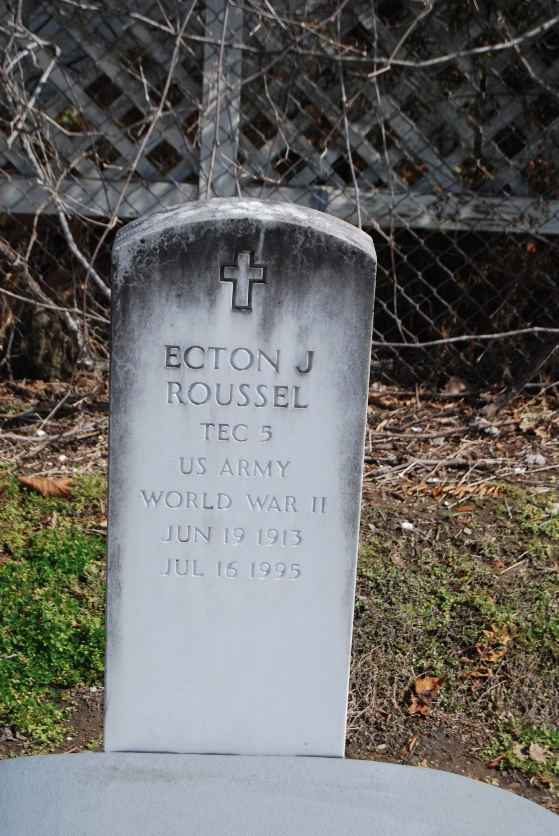 ECTON J
ROUSSEL
TEC 5
US ARMY
WORLD WAR II
JUN 19 1913
JUL 16 1995